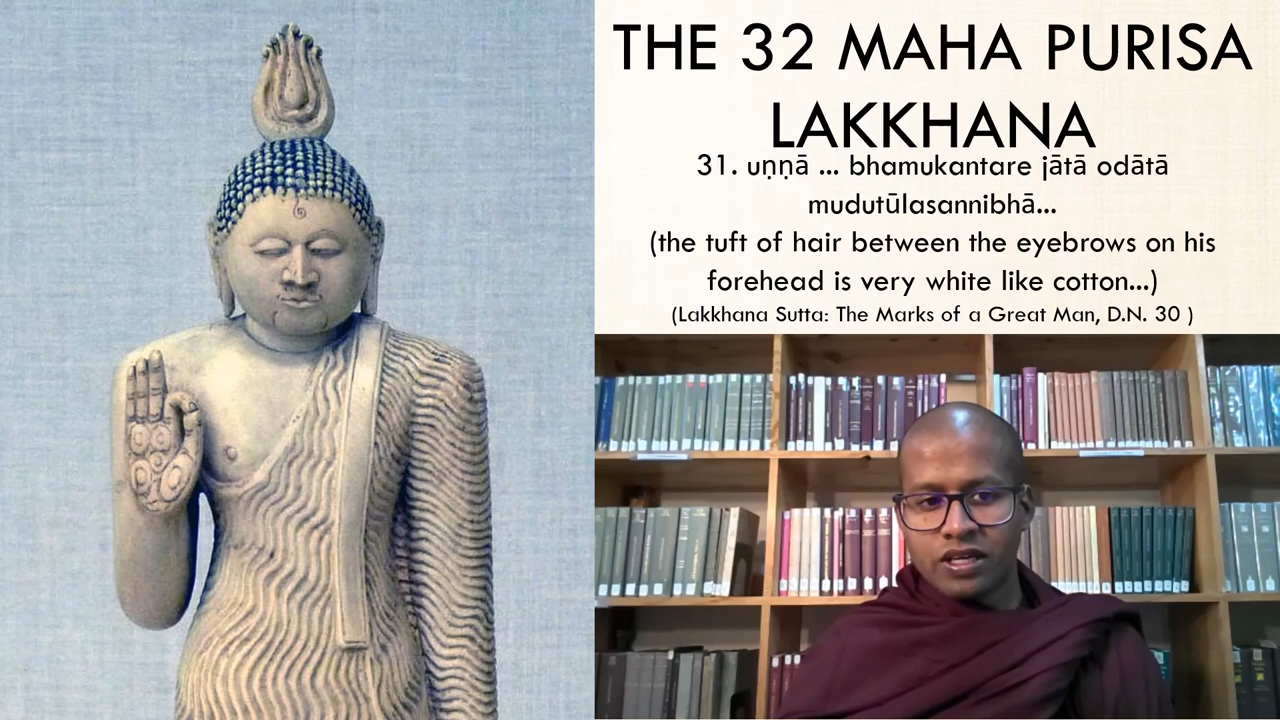 THE 32 MAHA PURISA
LAKKHANA
31. uṇṇā ... bhamukantare jātā odātā
mudutūlasannibhā...
(the tuft of hair between the eyebrows on his
forehead is very white like cotton...)
(Lakkhana Sutta: The Marks of a Great Man, D.N. 30 )